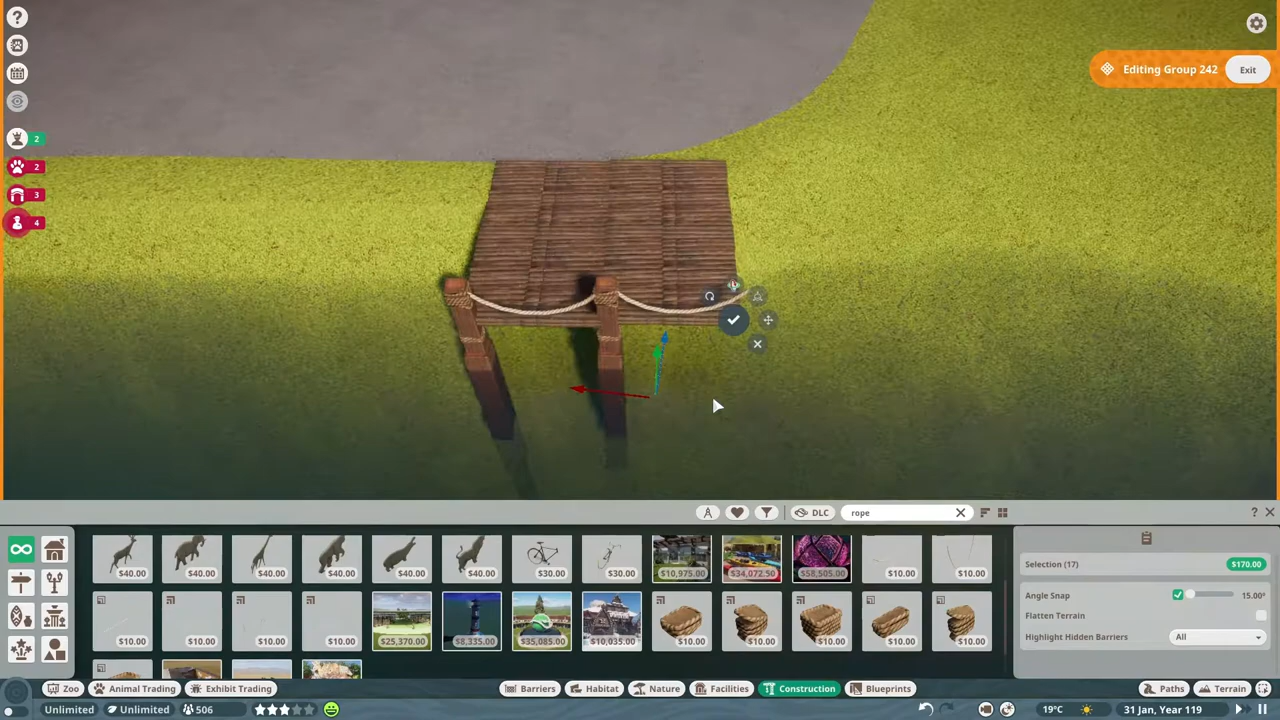 ?
Editing Group 242
Exit
2
2
3
4
DLC
rope
?
$40.00
$40.00
$40.00
$40.00
$40.00
$40.00
$30.00
$30.00
$10,975.00
$34,072.50
$58,505.00
$10.00
$10.00
$10.00
$10.00
$10.00
$10.00
$25,370.00
$8,335.00
$35,085.00
$10,035.00
$10.00
$10.00
$10.00
$10.00
$10.00
Selection (17)
$170.00
Angle Snap
15.00°
Flatten Terrain
Highlight Hidden Barriers
All
Zoo
Animal Trading
Exhibit Trading
Barriers
Habitat
Nature
Facilities
Construction
Blueprints
Paths
Terrain
Unlimited
Unlimited
506
19°C
31 Jan, Year 119